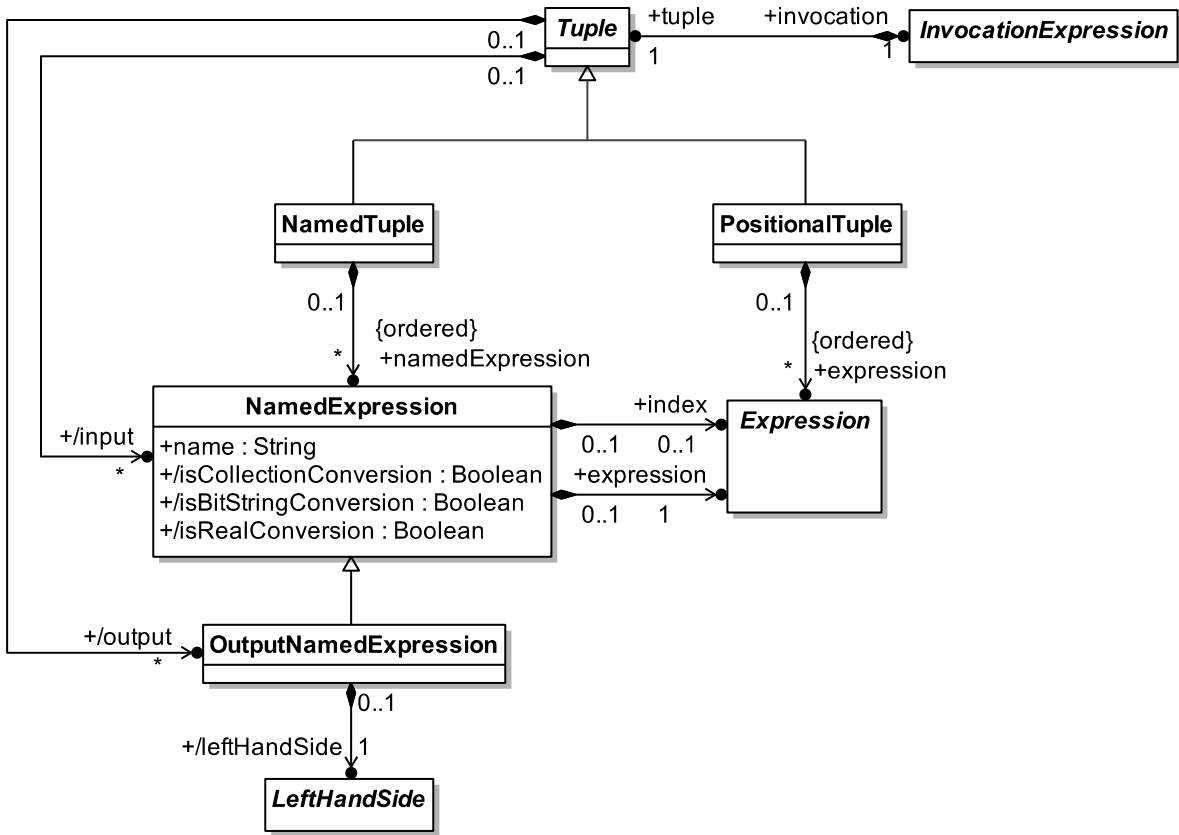 Tuple
+tuple
+invocation
InvocationExpression
0..1
1
1
0..1
NamedTuple
PositionalTuple
0..1
0..1
{ordered}
*
+namedExpression
{ordered}
*
+expression
NamedExpression
+index
Expression
+/input
*
+name : String
0..1
0..1
+/isCollectionConversion : Boolean
+expression
+/isBitStringConversion : Boolean
0..1
1
+/isRealConversion : Boolean
+/output
*
OutputNamedExpression
0..1
+/leftHandSide
1
LeftHandSide